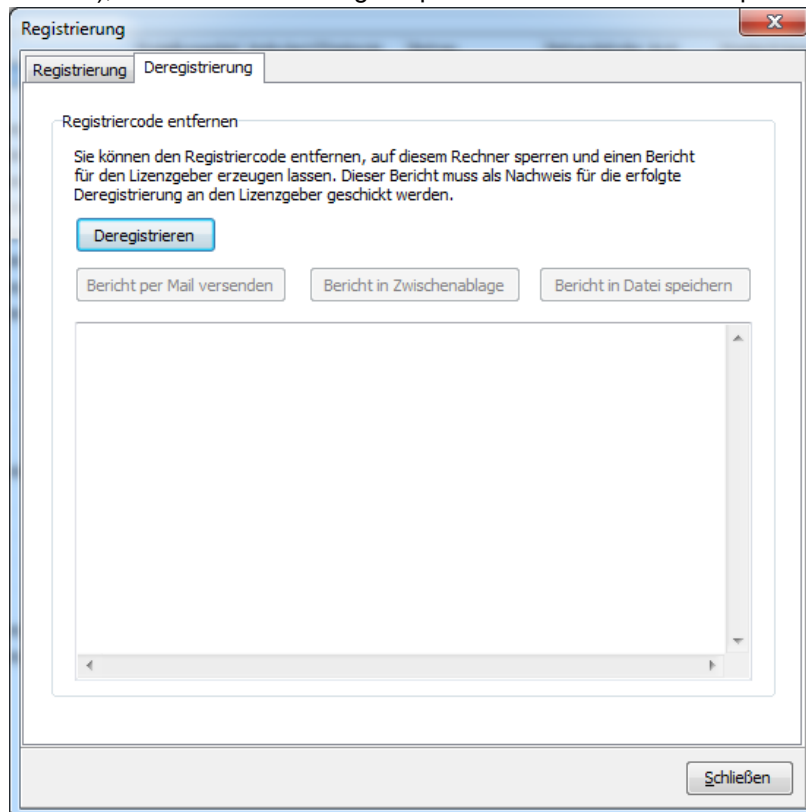 Registrierung
Registrierung Deregistrierung
Registriercode entfernen
Sie können den Registriercode entfernen, auf diesem Rechner sperren und einen Bericht
für den Lizenzgeber erzeugen lassen. Dieser Bericht muss als Nachweis für die erfolgte
Deregistrierung an den Lizenzgeber geschickt werden.
Deregistrieren
Bericht per Mail versenden Bericht in Zwischenablage Bericht in Datei speichern
Schließen